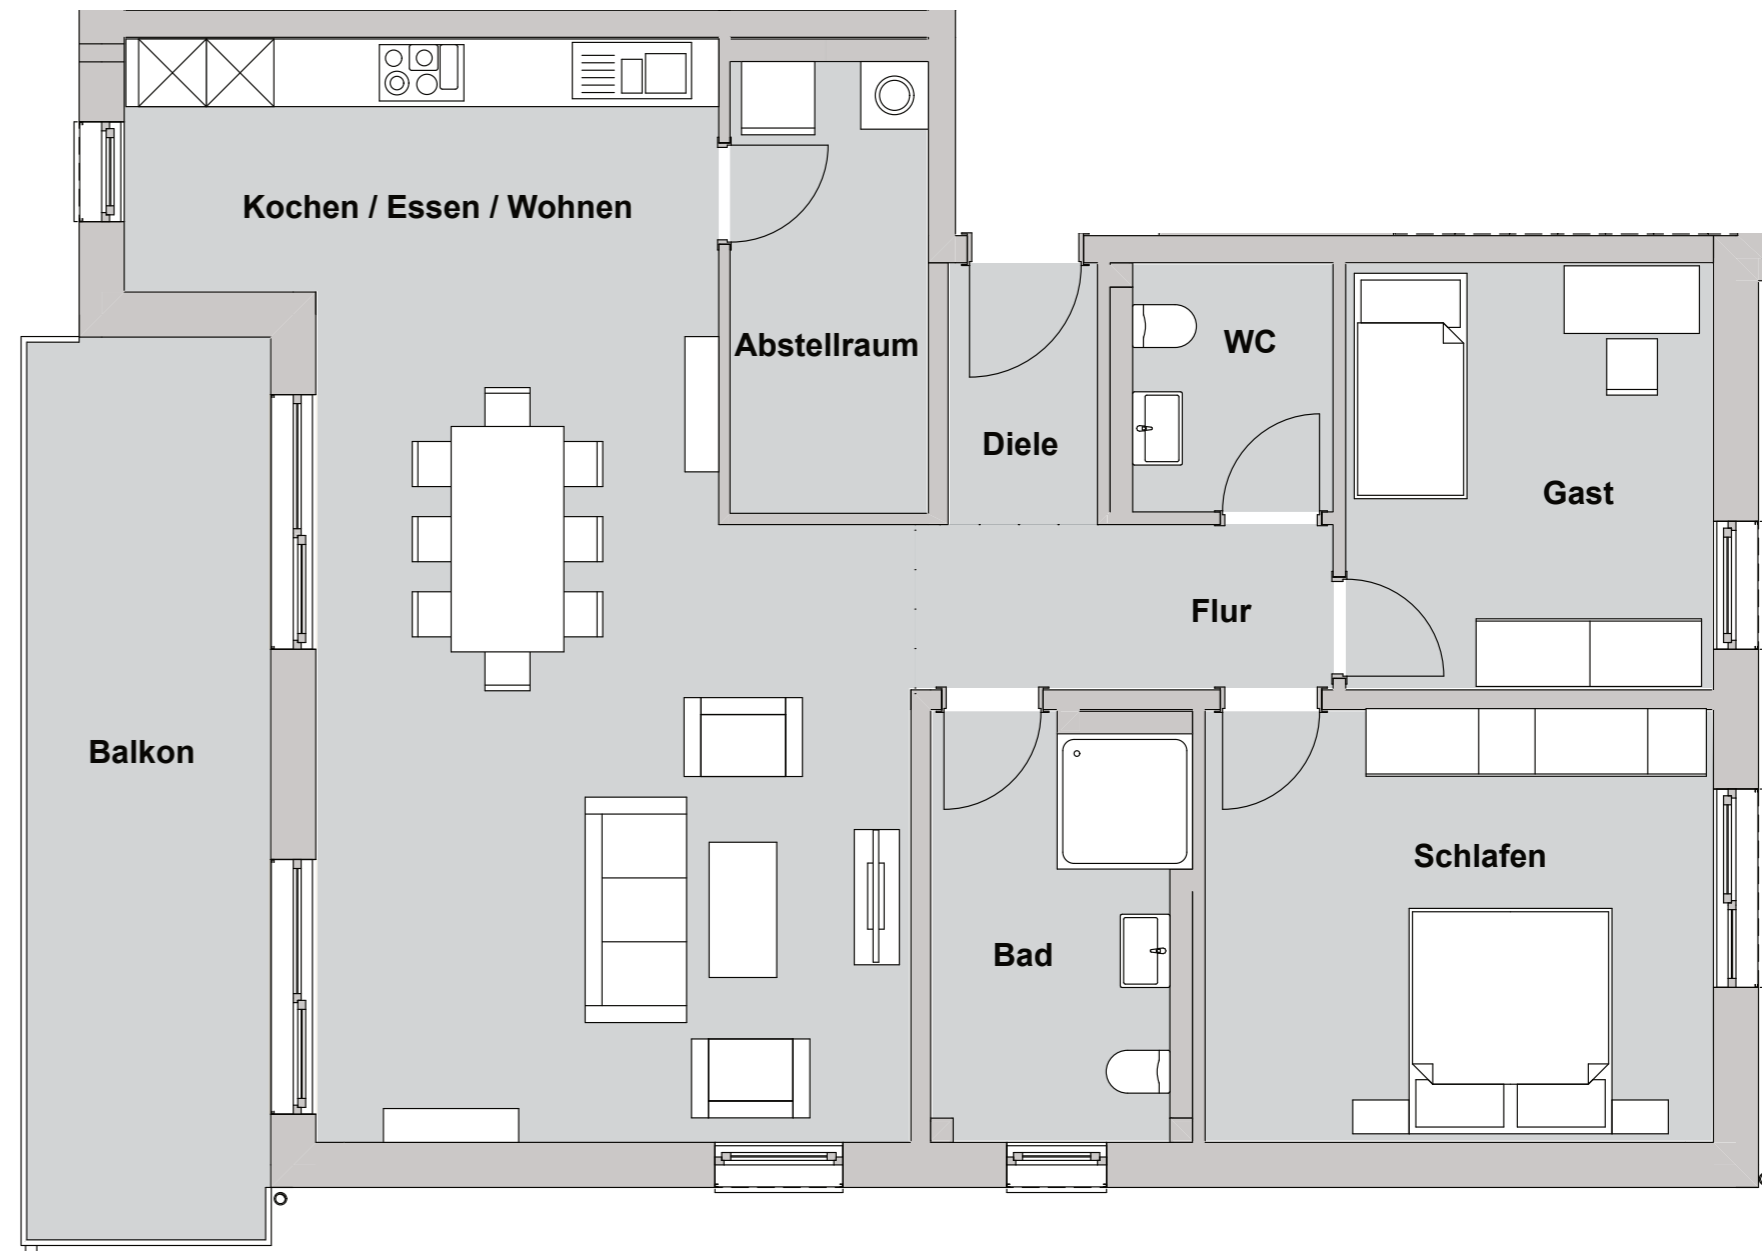 Kochen / Essen / Wohnen
Abstellraum
WC
Diele
Gast
Flur
Balkon
Schlafen
Bad